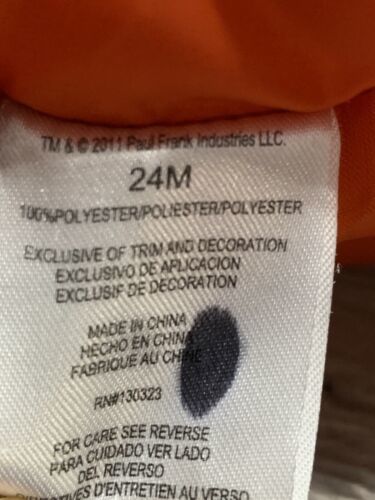 TM & © 2011 Paul Frank Industries LLC.
24M
100%POLYESTER/POLIESTER/POLYESTER
EXCLUSIVE OF TRIM AND DECORATION
EXCLUSIVO DE APLICACION
EXCLUSIF DE DECORATION
MADE IN CHINA
HECHO EN CHINA
FABRIQUE AU CHINE
RN#130323
FOR CARE SEE REVERSE
PARA CUIDADO VER LADO
DEL REVERSO
DIRECTIVES D'ENTRETIEN AU VERSO